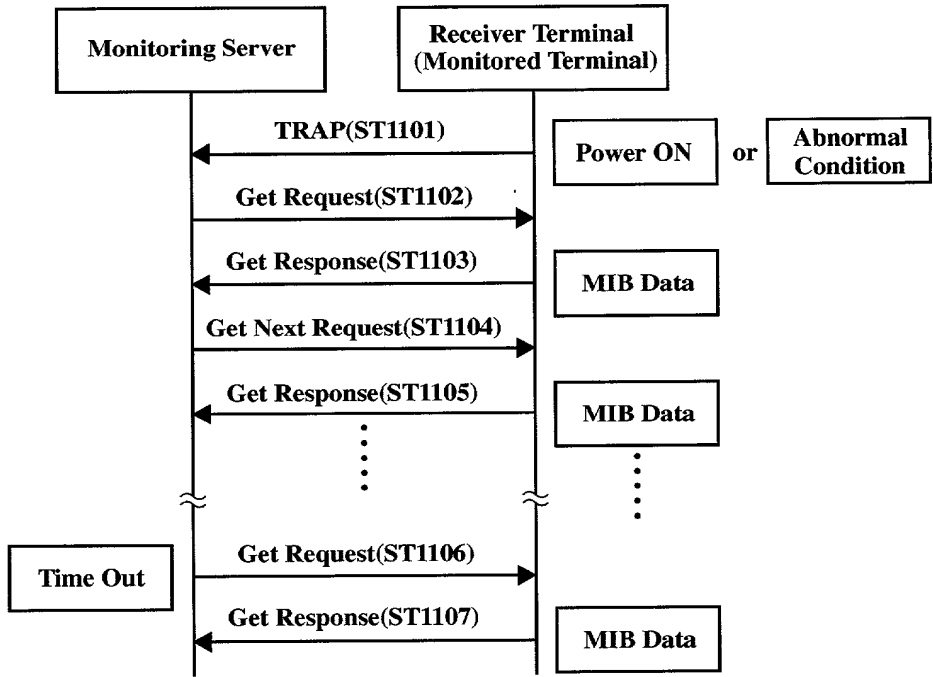 Monitoring Server
Receiver Terminal
(Monitored Terminal)
TRAP(ST1101)
Power ON
or
Abnormal
Condition
Get Request(ST1102)
Get Response(ST1103)
MIB Data
Get Next Request(ST1104)
Get Response(ST1105)
MIB Data
Time Out
Get Request(ST1106)
Get Response(ST1107)
MIB Data